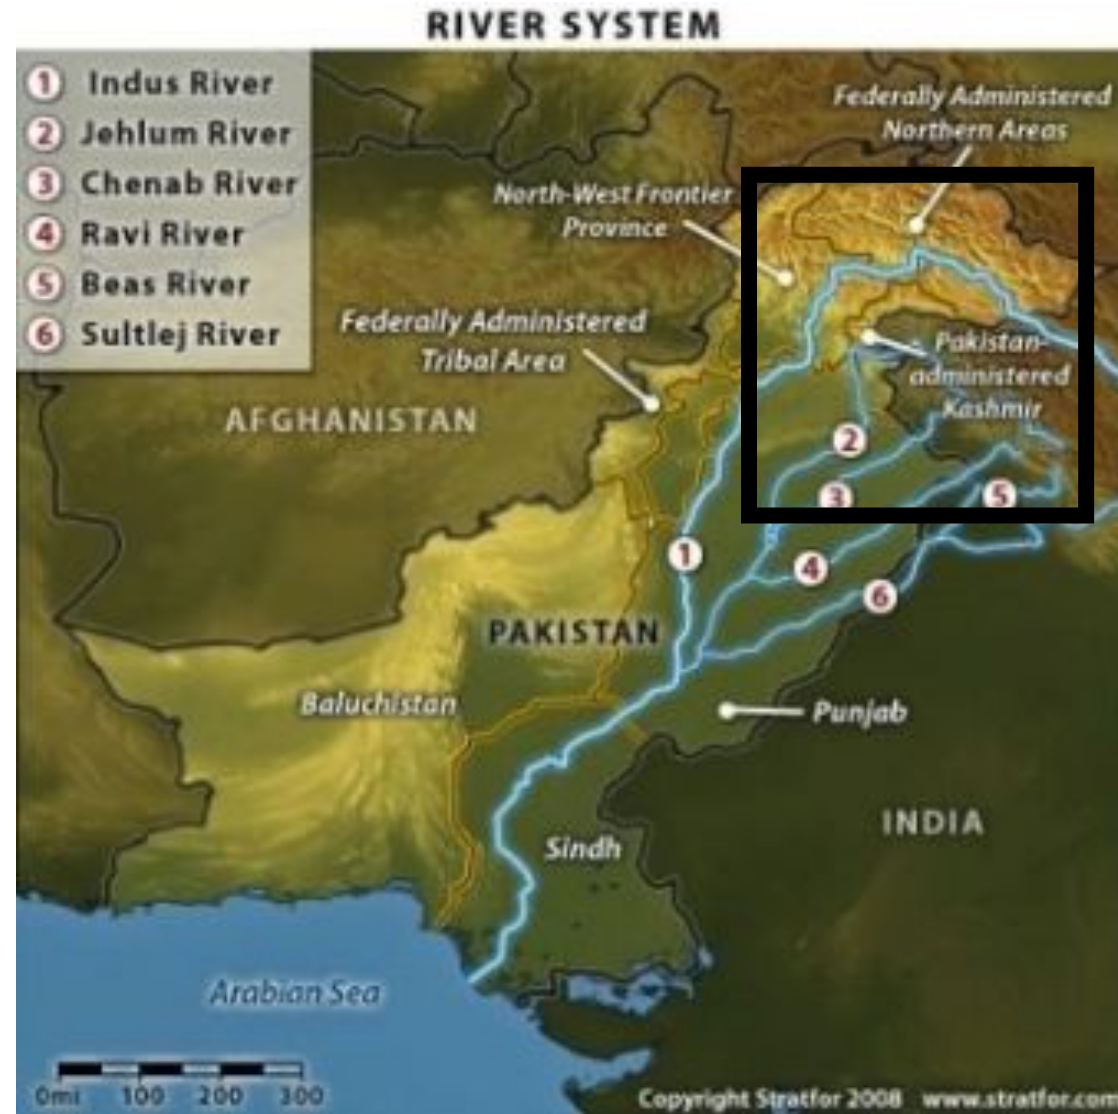 RIVER SYSTEM
1 Indus River
2 Jehlum River
3 Chenab River
4 Ravi River
5 Beas River
6 Sultlej River
Federally Administered
Northern Areas
North-West Frontier
Province
Federally Administered
Tribal Area
Pakistan-
administered
Kashmir
AFGHANISTAN
2
3
5
1
4
6
PAKISTAN
Baluchistan
Punjab
INDIA
Sindh
Arabian Sea
0mi 100 200 300
Copyright Stratfor 2008 www.stratfor.com